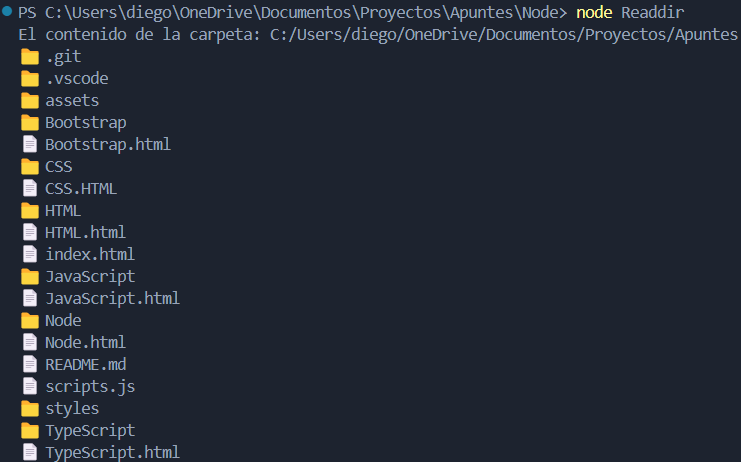 PS C:\Users\diego\OneDrive\Documentos\Proyectos\Apuntes\Node> node Readdir
El contenido de la carpeta: C:/Users/diego/OneDrive/Documentos/Proyectos/Apuntes
.git
.vscode
assets
Bootstrap
Bootstrap.html
CSS
CSS.HTML
HTML
HTML.html
index.html
JavaScript
JavaScript.html
Node
Node.html
README.md
scripts.js
styles
TypeScript
TypeScript.html